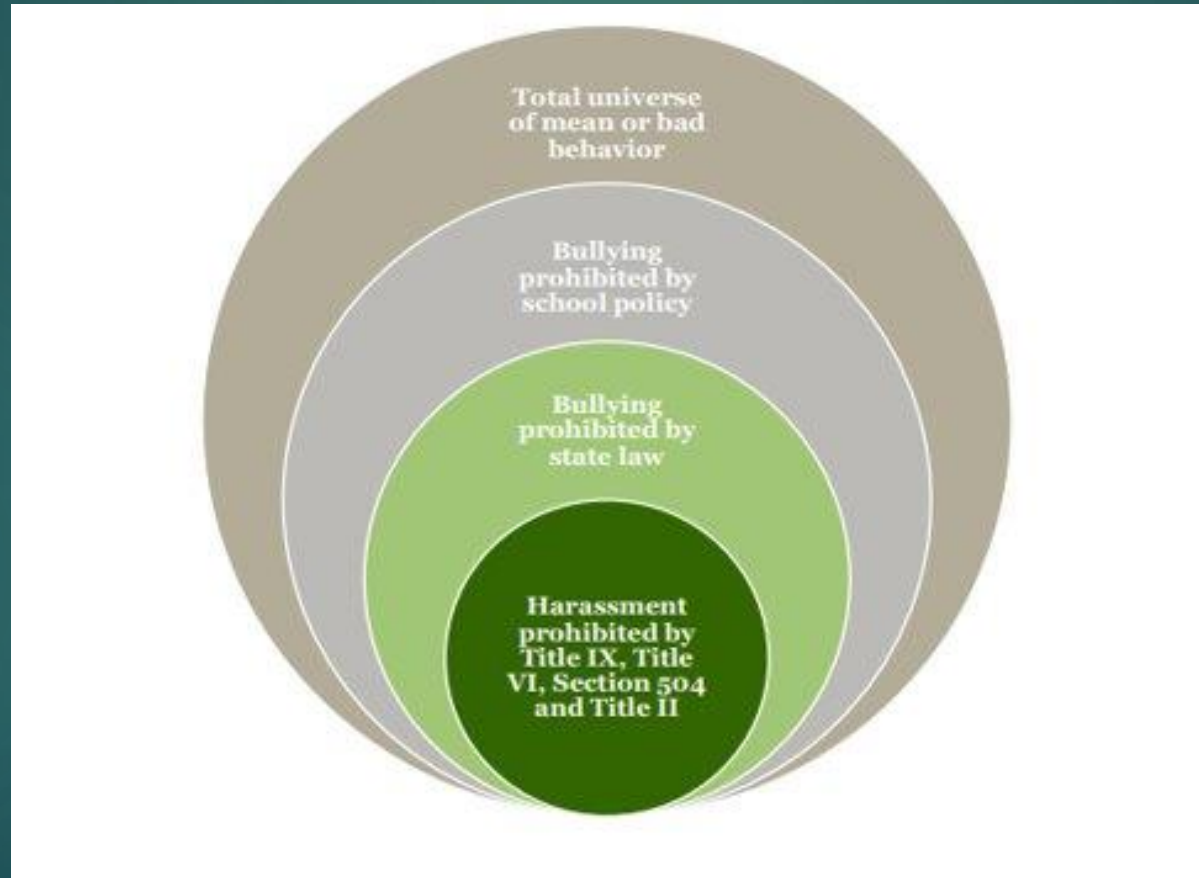 Total universe
of mean or bad
behavior
Bullying
prohibited by
school policy
Bullying
prohibited by
state law
Harassment
prohibited by
Title IX, Title
VI, Section 504
and Title II